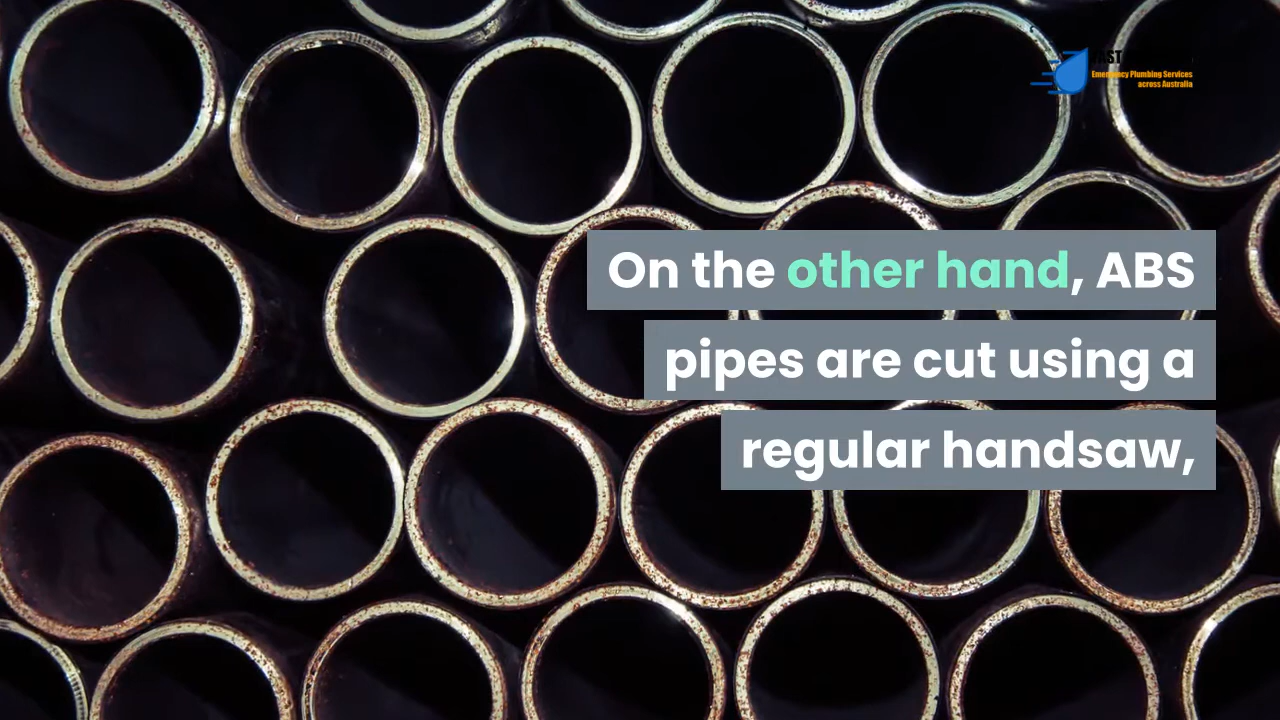 Emergency Plumbing Services
across Australia
On the other hand, ABS
pipes are cut using a
regular handsaw,